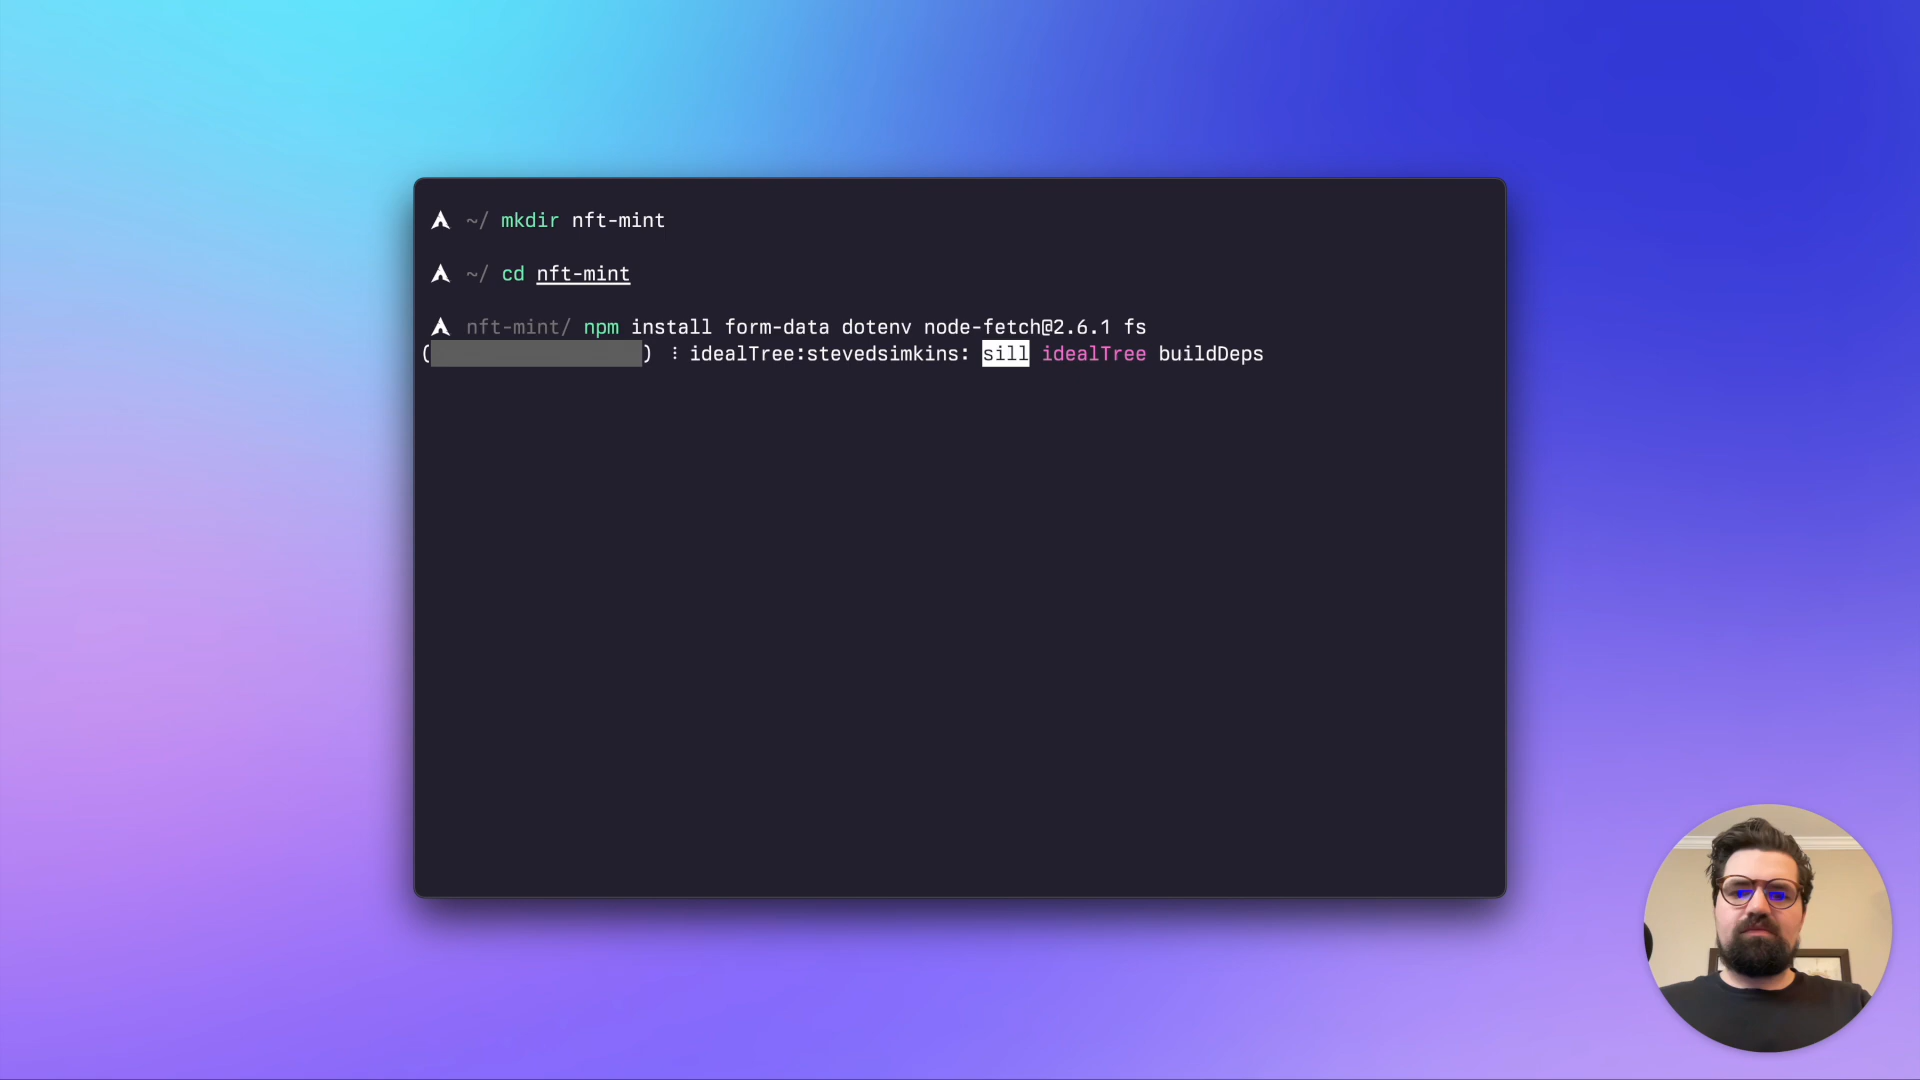 ~/ mkdir nft-mint
~/ cd nft-mint
nft-mint/ npm install form-data dotenv node-fetch@2.6.1 fs
( ) ⠇ idealTree:stevedsimkins: sill idealTree buildDeps